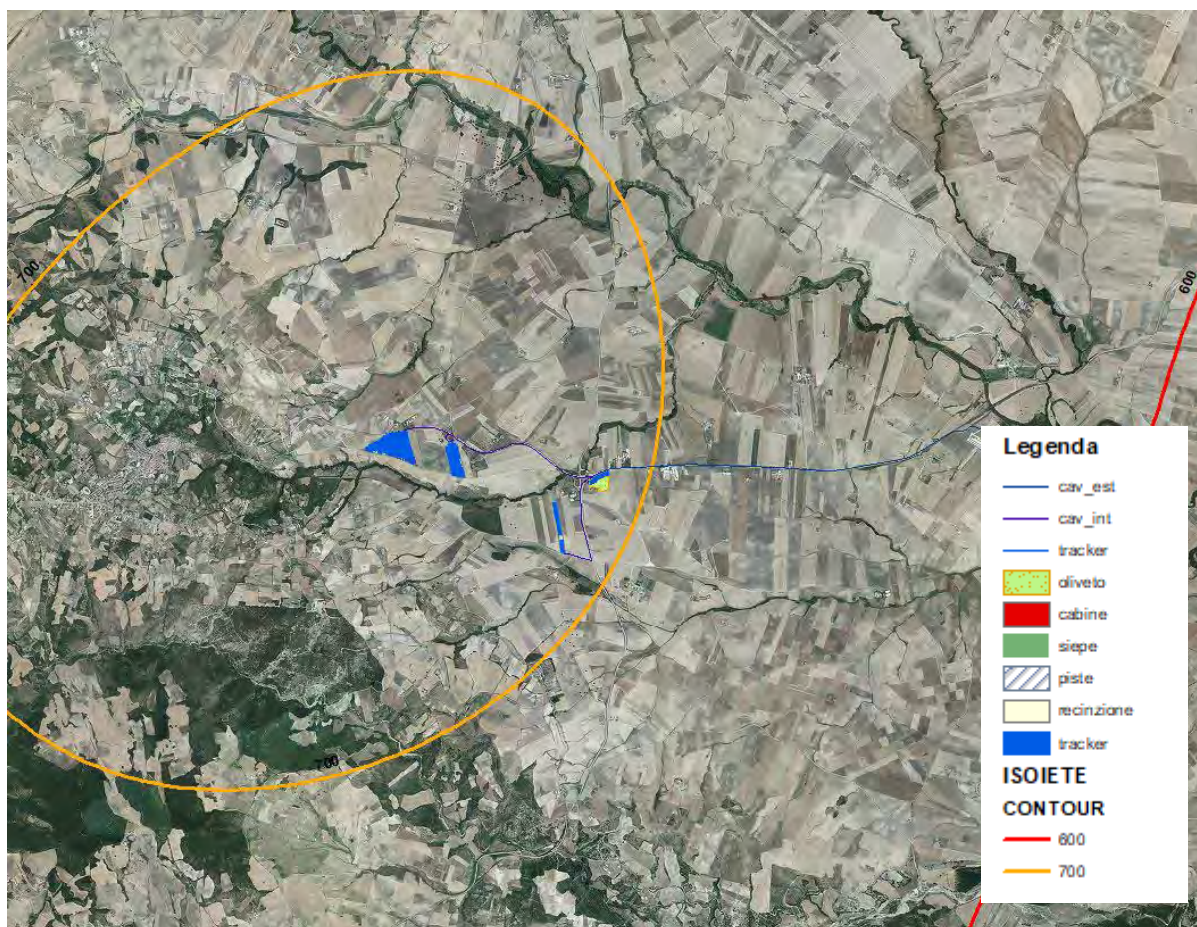 700
600
700
Legenda
cav_est
cav_int
tracker
oliveto
cabine
siepe
piste
recinzione
tracker
ISOIETE
CONTOUR
600
700